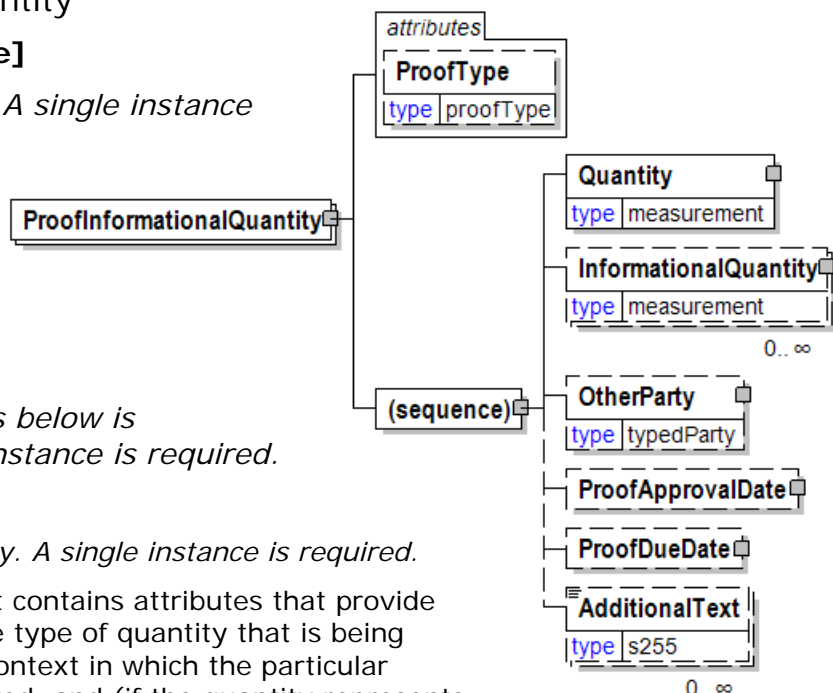 ntity
e]
A single instance
s below is
nstance is required.
y. A single instance is required.
t contains attributes that provide
e type of quantity that is being
ontext in which the particular
attributes
ProofType
type proofType
ProofInformationalQuantity
(sequence)
Quantity
type measurement
InformationalQuantity
type measurement
0.. ∞
OtherParty
type typedParty
ProofApprovalDate
ProofDueDate
AdditionalText
type s255
0.. ∞